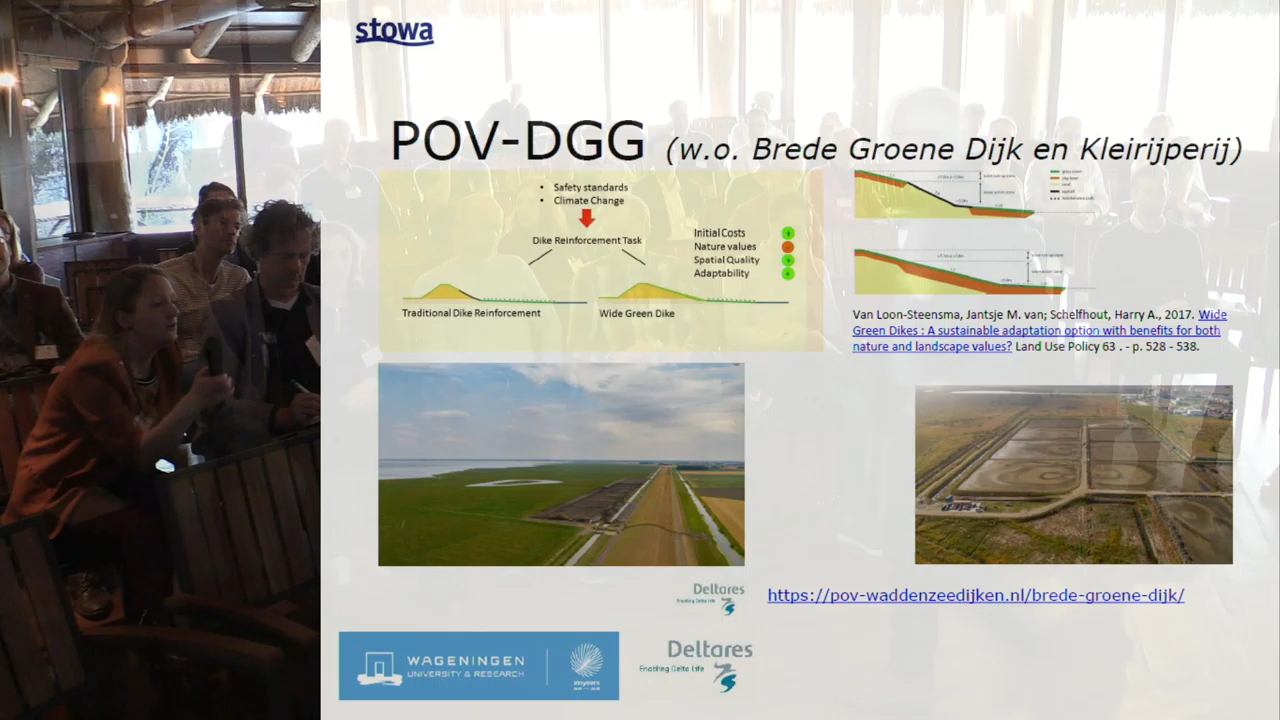 stowa
POV-DGG (w.o. Brede Groene Dijk en Kleirijperij)
• Safety standards
• Climate Change
Dike Reinforcement Task
Initial Costs
Nature values
Spatial Quality
Adaptability
Traditional Dike Reinforcement
Wide Green Dike
Van Loon-Steensma, Jantsje M. van; Schelfhout, Harry A., 2017. Wide
Green Dikes : A sustainable adaptation option with benefits for both
nature and landscape values? Land Use Policy 63 . - p. 528 - 538.
Deltares
Enabling Delta Life
https://pov-waddenzeedijken.nl/brede-groene-dijk/
WAGENINGEN
UNIVERSITY & RESEARCH
Deltares
Enabling Delta Life